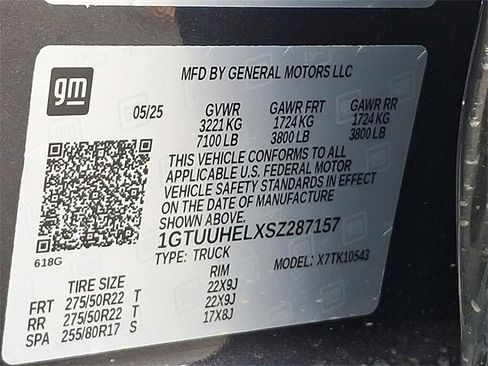 gm
MFD BY GENERAL MOTORS LLC
05/25 GVWR GAWR FRT GAWR RR
3221 KG 1724 KG 1724 KG
7100 LB 3800 LB 3800 LB
THIS VEHICLE CONFORMS TO ALL
APPLICABLE U.S. FEDERAL MOTOR
VEHICLE SAFETY STANDARDS IN EFFECT
ON THE DATE OF MANUFACTURE
SHOWN ABOVE.
1GTUUHELXSZ287157
618G TYPE: TRUCK MODEL: X7TK10543
TIRE SIZE RIM
FRT 275/50R22 T 22X9J
RR 275/50R22 T 22X9J
SPA 255/80R17 S 17X8J